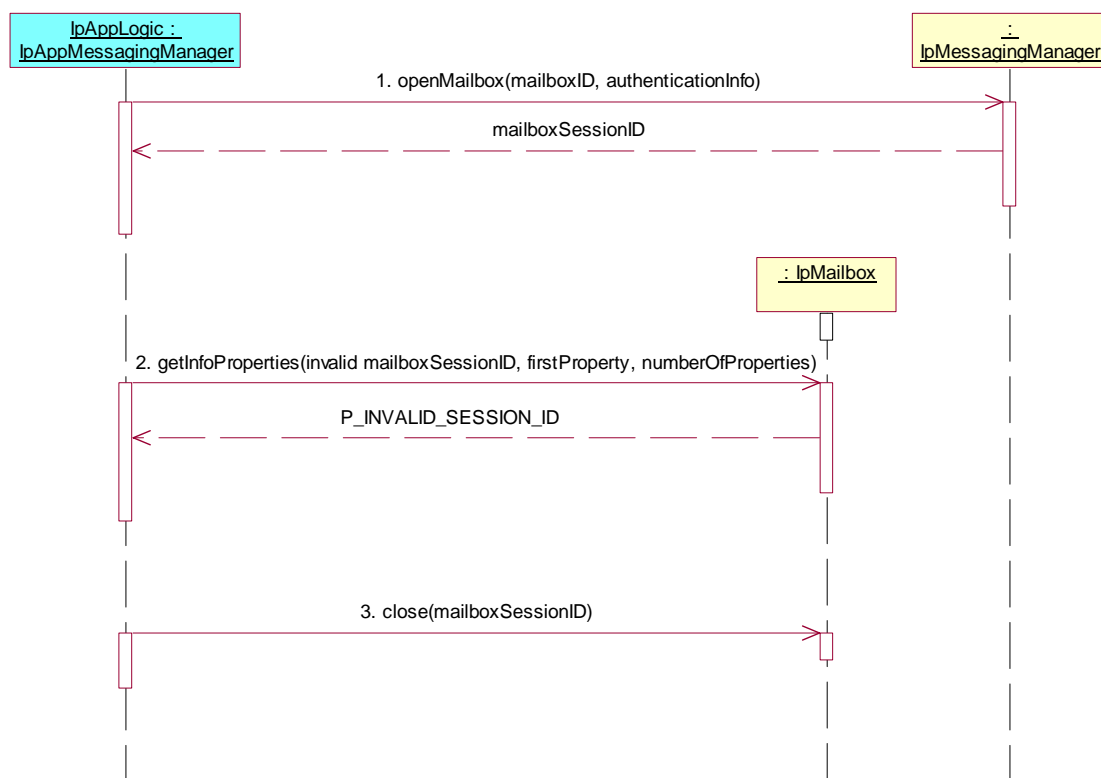 IpAppLogic :
IpAppMessagingManager
:
IpMessagingManager
1. openMailbox(mailboxID, authenticationInfo)
mailboxSessionID
: IpMailbox
2. getInfoProperties(invalid mailboxSessionID, firstProperty, numberOfProperties)
P_INVALID_SESSION_ID
3. close(mailboxSessionID)